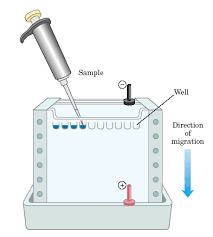 Sample
−
Well
Direction
of
migration
+